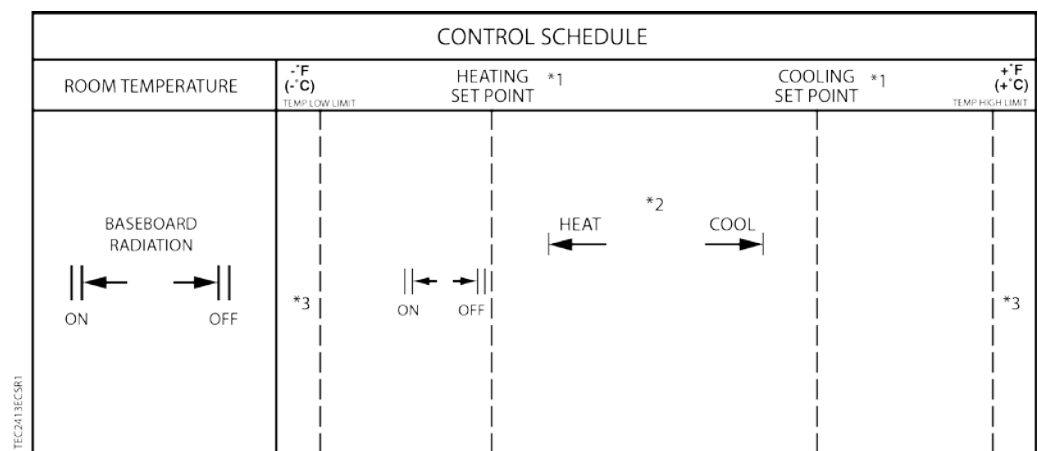 CONTROL SCHEDULE
ROOM TEMPERATURE
-°F
(-°C)
TEMP LOW LIMIT
HEATING *1
SET POINT
COOLING *1
SET POINT
+°F
(+°C)
TEMP HIGH LIMIT
BASEBOARD
RADIATION
ON OFF
*3
ON OFF
HEAT *2 COOL
*3
TEC2413ECSR1